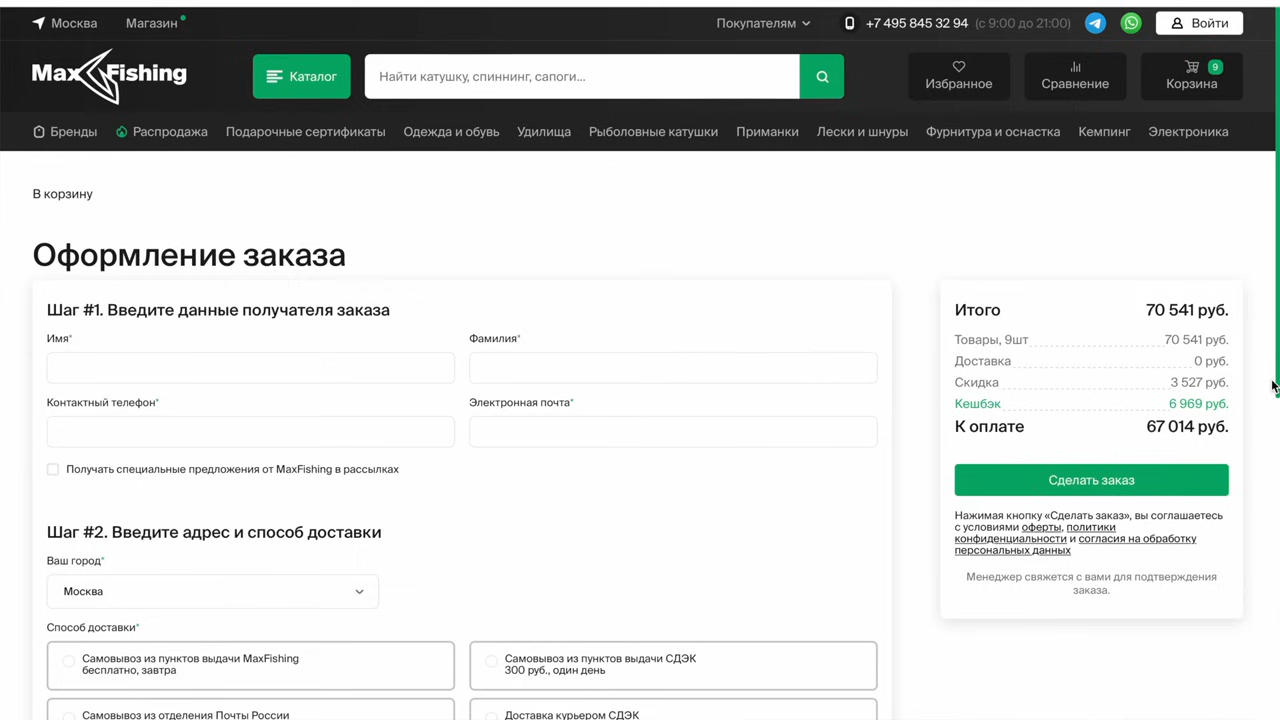 Москва
Магазин
Покупателям
+7 495 845 32 94 (с 9:00 до 21:00)
Войти
MaxFishing
Каталог
Найти катушку, спиннинг, сапоги...
Избранное
Сравнение
9
Корзина
Бренды
Распродажа
Подарочные сертификаты
Одежда и обувь
Удилища
Рыболовные катушки
Приманки
Лески и шнуры
Фурнитура и оснастка
Кемпинг
Электроника
В корзину
Оформление заказа
Шаг #1. Введите данные получателя заказа
Имя*
Фамилия*
Контактный телефон*
Электронная почта*
Получать специальные предложения от MaxFishing в рассылках
Шаг #2. Введите адрес и способ доставки
Ваш город*
Москва
Способ доставки*
Самовывоз из пунктов выдачи MaxFishing
бесплатно, завтра
Самовывоз из пунктов выдачи СДЭК
300 руб., один день
Самовывоз из отделения Почты России
Доставка курьером СДЭК
Итого 70 541 руб.
Товары, 9шт 70 541 руб.
Доставка 0 руб.
Скидка 3 527 руб.
Кешбэк 6 969 руб.
К оплате 67 014 руб.
Сделать заказ
Нажимая кнопку «Сделать заказ», вы соглашаетесь
с условиями оферты, политики
конфиденциальности и согласия на обработку
персональных данных
Менеджер свяжется с вами для подтверждения
заказа.